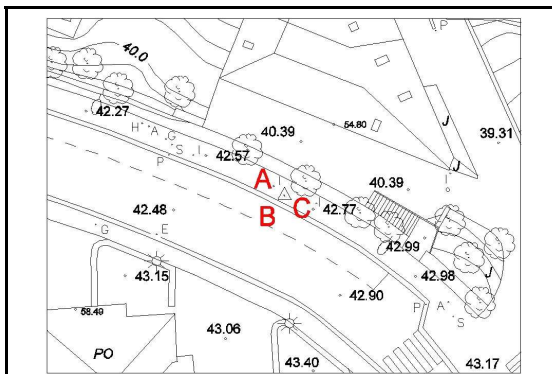 P
40.0
42.27
H A G
S I
P
42.57
40.39
54.80
J
39.31
J
I
A
B
C
42.77
40.39
42.99
42.48
G E
43.15
42.98
J
42.90
P A
S
58.49
PO
43.06
43.40
43.17